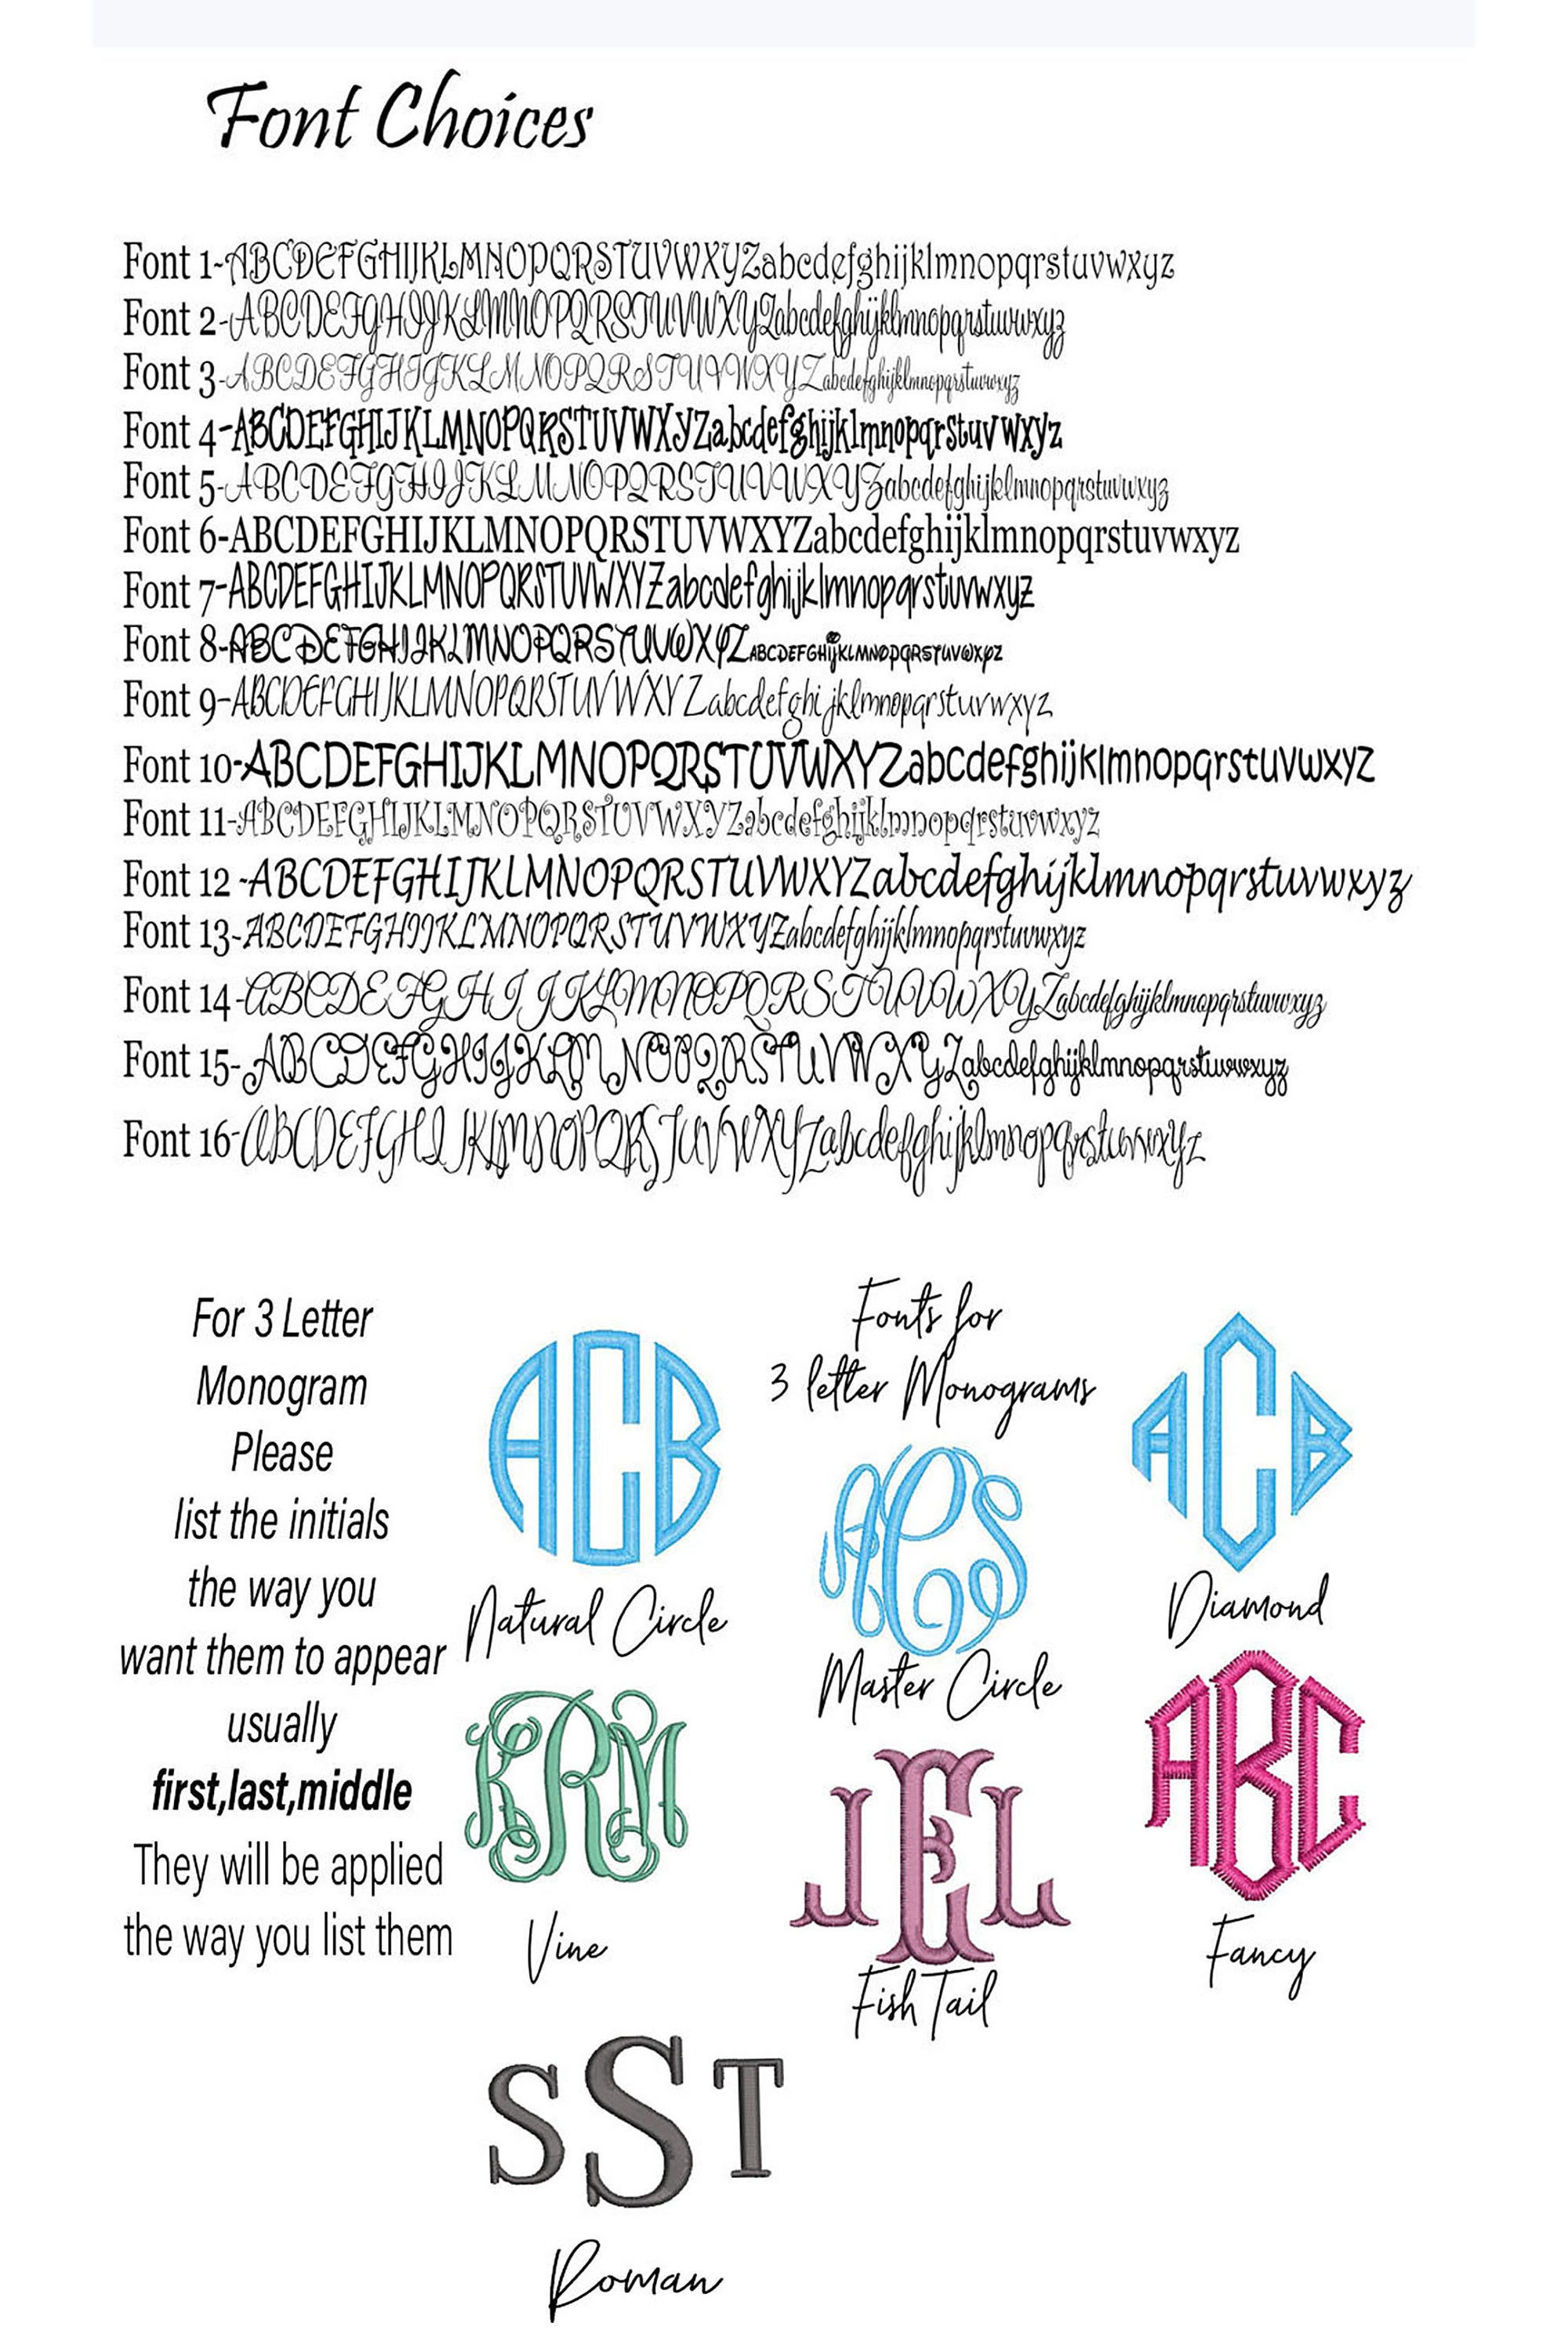 Font Choices
Font 1-ABCDEFGHIJKLMNOPQRSTUVWXYZabcdefghijklmnopqrstuvwxyz
Font 2-ABCDEFGHIJKLMNOPQRSTUVWXYZabcdefghijklmnopqrstuvwxyz
Font 3-ABCDEFGHIJKLMNOPQRSTUVWXYZabcdefghijklmnopqrstuvwxyz
Font 4-ABCDEFGHIJKLMNOPQRSTUVWXYZabcdefghijklmnopqrstuvwxyz
Font 5-ABCDEFGHIJKLMNOPQRSTUVWXYZabcdefghijklmnopqrstuvwxyz
Font 6-ABCDEFGHIJKLMNOPQRSTUVWXYZabcdefghijklmnopqrstuvwxyz
Font 7-ABCDEFGHIJKLMNOPQRSTUVWXYZabcdefghijklmnopqrstuvwxyz
Font 8-ABCDEFGHIJKLMNOPQRSTUVWXYZABCDEFGHijKLMNOPQRSTUVWXYZ
Font 9-ABCDEFGHIJKLMNOPQRSTUVWXYZabcdefghijklmnopqrstuvwxyz
Font 10-ABCDEFGHIJKLMNOPQRSTUVWXYZabcdefghijklmnopqrstuvwxyz
Font 11-ABCDEFGHIJKLMNOPQRSTUVWXYZabcdefghijklmnopqrstuvwxyz
Font 12 -ABCDEFGHIJKLMNOPQRSTUVWXYZabcdefghijklmnopqrstuvwxyz
Font 13-ABCDEFGHIJKLMNOPQRSTUVWXYZabcdefghijklmnopqrstuvwxyz
Font 14-ABCDEFGHIJKLMNOPQRSTUVWXYZabcdefghijklmnopqrstuvwxyz
Font 15-ABCDEFGHIJKLMNOPQRSTUVWXYZabcdefghijklmnopqrstuvwxyz
Font 16-ABCDEFGHIJKLMNOPQRSTUVWXYZabcdefghijklmnopqrstuvwxyz
For 3 Letter
Monogram
Please
list the initials
the way you
want them to appear
usually
first,last,middle
They will be applied
the way you list them
Fonts for
3 letter Monograms
ACB
Natural Circle
ACS
Master Circle
ACB
Diamond
KRM
Vine
JEL
Fish Tail
ABC
Fancy
SST
Roman